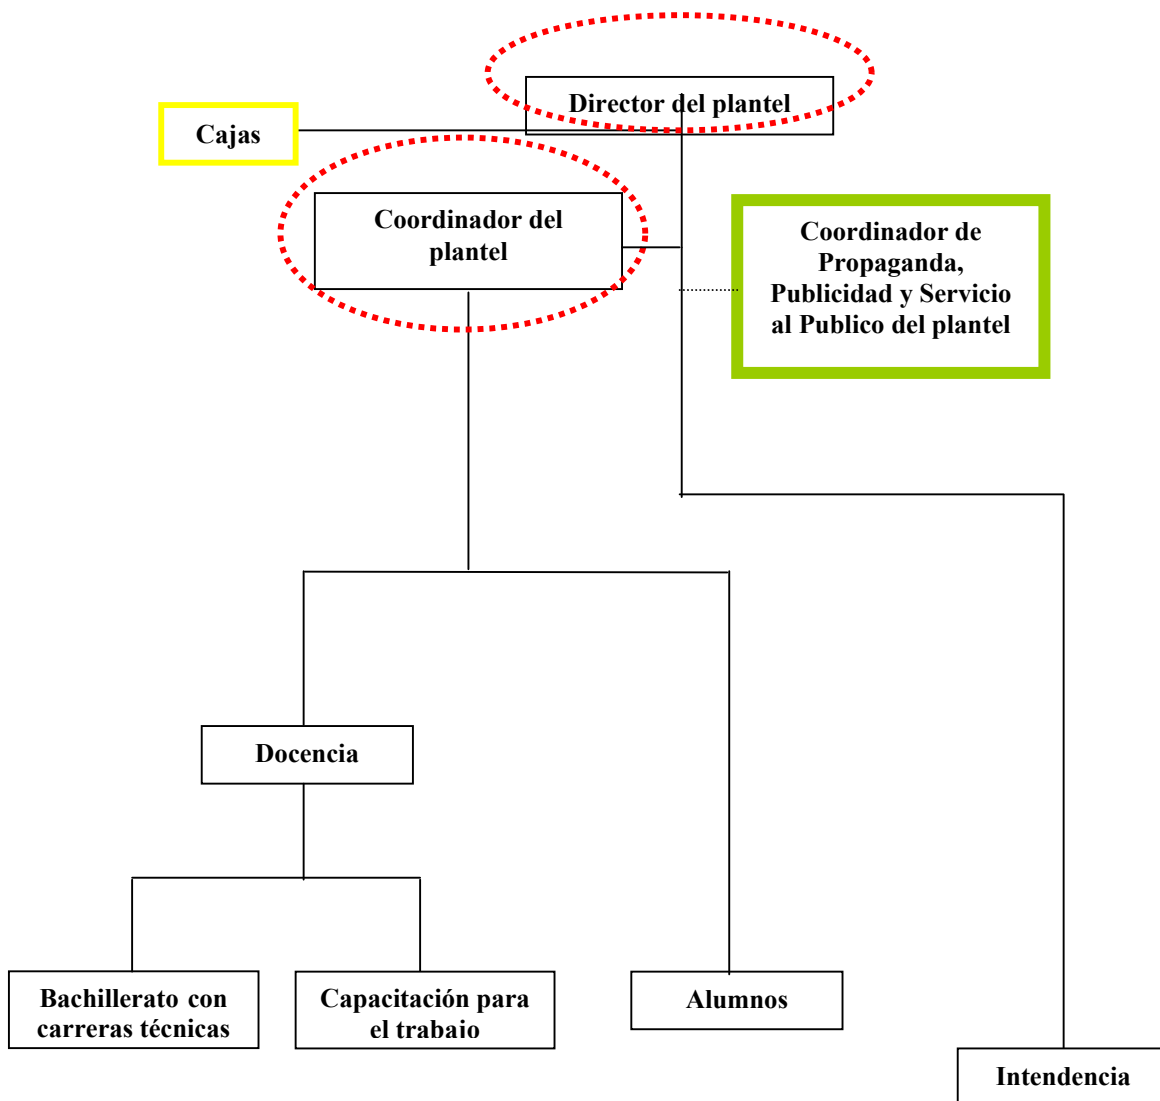 Director del plantel
Cajas
Coordinador del
plantel
Coordinador de
Propaganda,
Publicidad y Servicio
al Publico del plantel
Docencia
Bachillerato con
carreras técnicas
Capacitación para
el trabajo
Alumnos
Intendencia